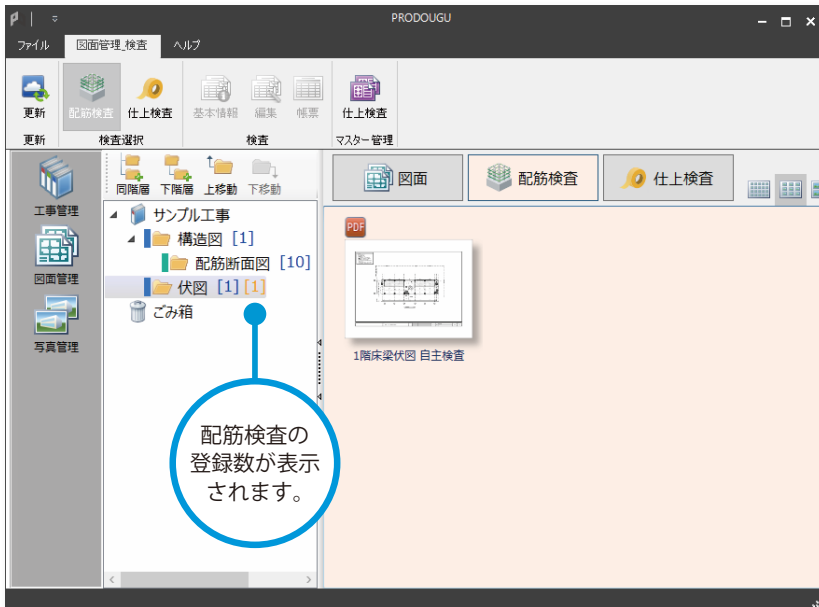 PRODOUGU
ファイル 図面管理_検査 ヘルプ
更新 配筋検査 仕上検査 基本情報 編集 帳票 仕上検査
更新 検査選択 検査 マスター管理
工事管理
図面管理
写真管理
同階層 下階層 上移動 下移動
サンプル工事
構造図 [1]
配筋断面図 [10]
伏図 [1][1]
ごみ箱
配筋検査の
登録数が表示
されます。
図面 配筋検査 仕上検査
PDF
1階床梁伏図 自主検査